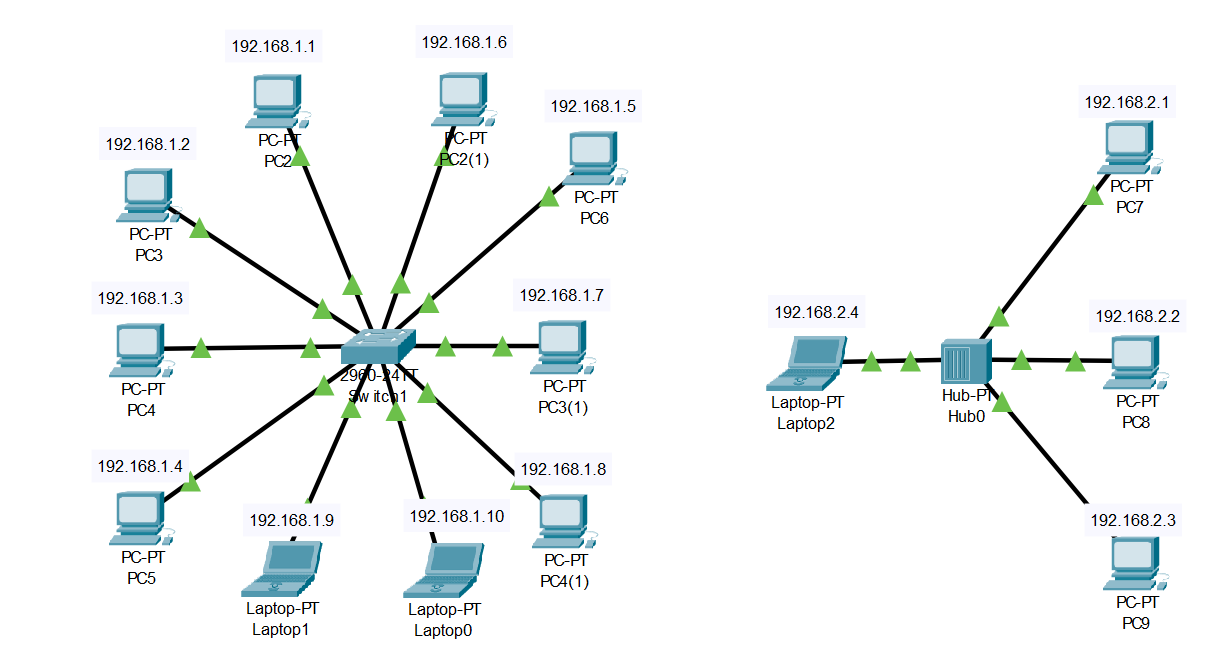 192.168.1.1
PC-PT
PC2
192.168.1.6
PC-PT
PC2(1)
192.168.1.5
PC-PT
PC6
192.168.1.2
PC-PT
PC3
192.168.1.3
PC-PT
PC4
192.168.1.7
PC-PT
PC3(1)
2960-24TT
Switch1
192.168.1.4
PC-PT
PC5
192.168.1.9
Laptop-PT
Laptop1
192.168.1.10
Laptop-PT
Laptop0
192.168.1.8
PC-PT
PC4(1)
192.168.2.1
PC-PT
PC7
192.168.2.4
Laptop-PT
Laptop2
Hub-PT
Hub0
192.168.2.2
PC-PT
PC8
192.168.2.3
PC-PT
PC9